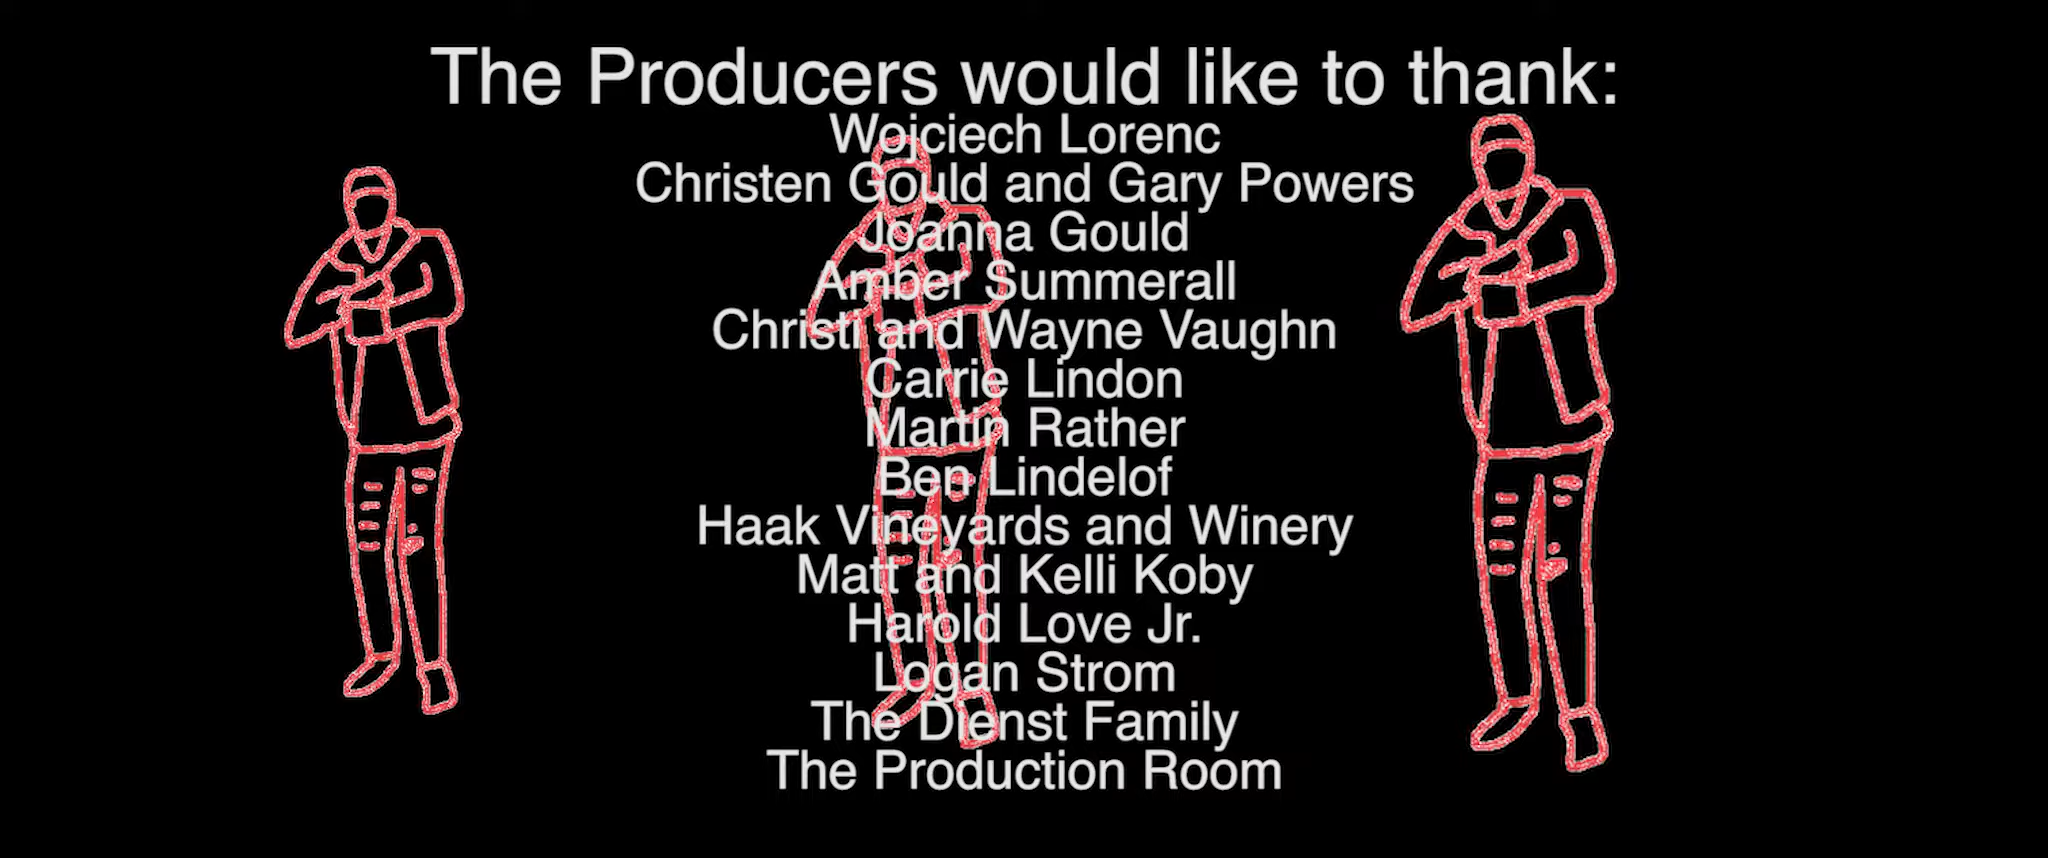 The Producers would like to thank:
Wojciech Lorenc
Christen Gould and Gary Powers
Joanna Gould
Amber Summerall
Christi and Wayne Vaughn
Carrie Lindon
Martin Rather
Ben Lindelof
Haak Vineyards and Winery
Matt and Kelli Koby
Harold Love Jr.
Logan Strom
The Dienst Family
The Production Room